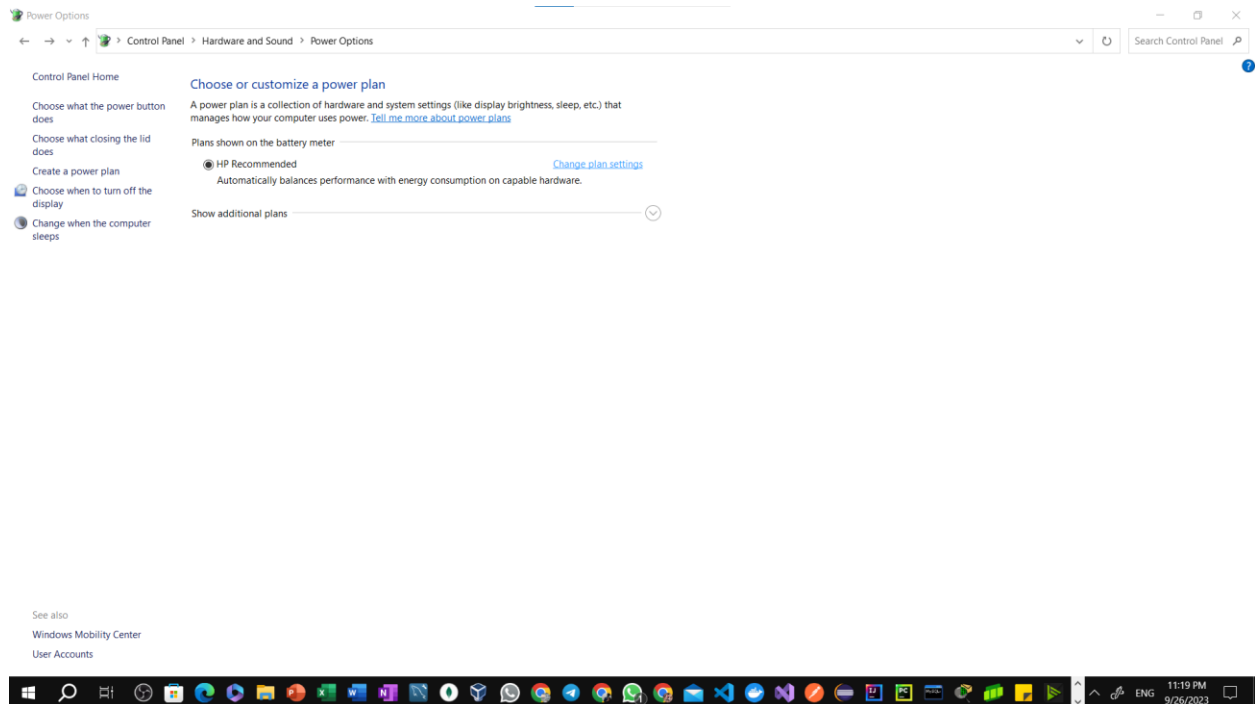 Power Options
Control Panel > Hardware and Sound > Power Options
Search Control Panel
Control Panel Home
Choose what the power button
does
Choose what closing the lid
does
Create a power plan
Choose when to turn off the
display
Change when the computer
sleeps
Choose or customize a power plan
A power plan is a collection of hardware and system settings (like display brightness, sleep, etc.) that
manages how your computer uses power. Tell me more about power plans
Plans shown on the battery meter
HP Recommended Change plan settings
Automatically balances performance with energy consumption on capable hardware.
Show additional plans
See also
Windows Mobility Center
User Accounts
ENG
11:19 PM
9/26/2023